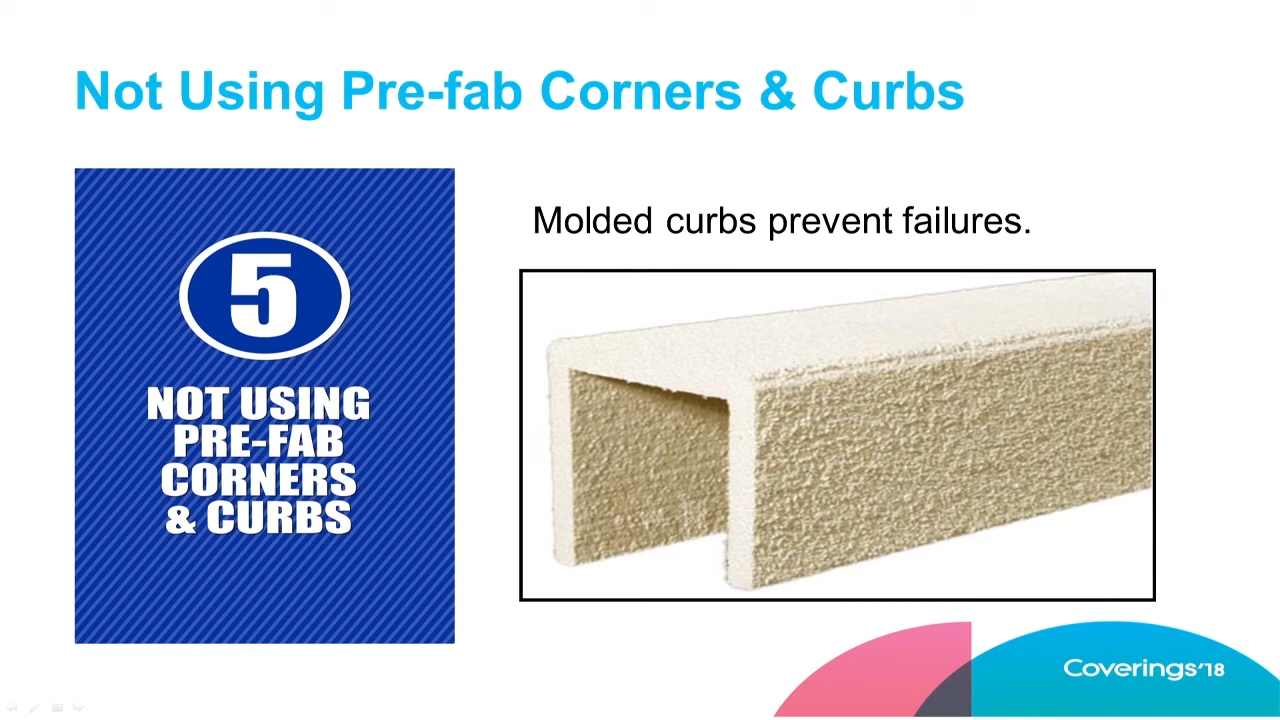 Not Using Pre-fab Corners & Curbs
5
NOT USING
PRE-FAB
CORNERS
& CURBS
Molded curbs prevent failures.
Coverings'18